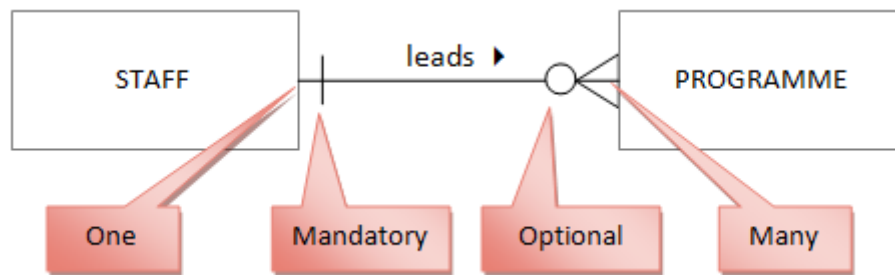 leads ▸
STAFF
PROGRAMME
One
Mandatory
Optional
Many